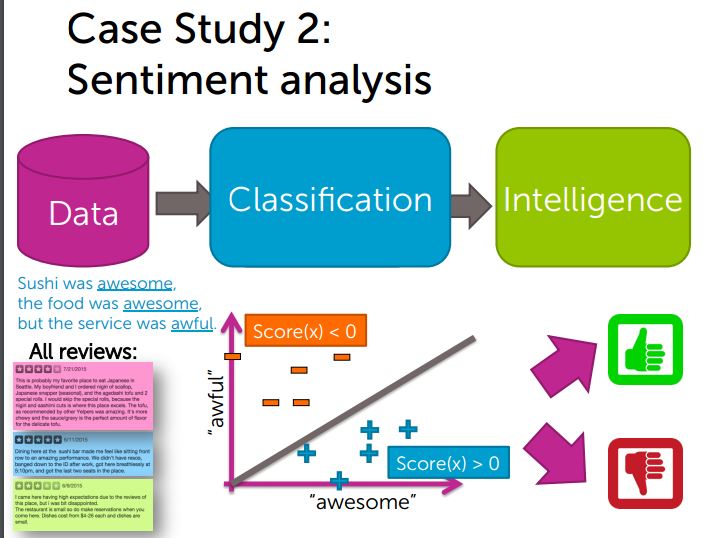 Case Study 2:
Sentiment analysis
Data
Classification
Intelligence
Sushi was awesome,
the food was awesome,
but the service was awful.
All reviews:
7/21/2015
This is probably my favorite place to eat Japanese in
Seattle. My boyfriend and I ordered nigiri of scallop,
Japanese snapper (seasonal), and the agedashi tofu and 2
special rolls. I would skip the special rolls, because the
nigiri and sashimi cuts is where this place excels. The tofu,
as recommended by other Yelpers was amazing. It's more
chewy and the sauce/gravy is the perfect amount of flavor
for the delicate tofu.
6/11/2015
Dining here at the sushi bar made me feel like sitting front
row to an amazing performance. We didn't have resos,
banged down to the ID after work, got here breathlessly at
5:10pm, and got the last two seats in the place.
6/9/2015
I came here having high expectations due to the reviews of
this place, but i was bit disappointed.
The restaurant is small so do make reservations when you
come here. Dishes cost from $4-26 each and dishes are
small.
"awful"
Score(x) < 0
Score(x) > 0
"awesome"